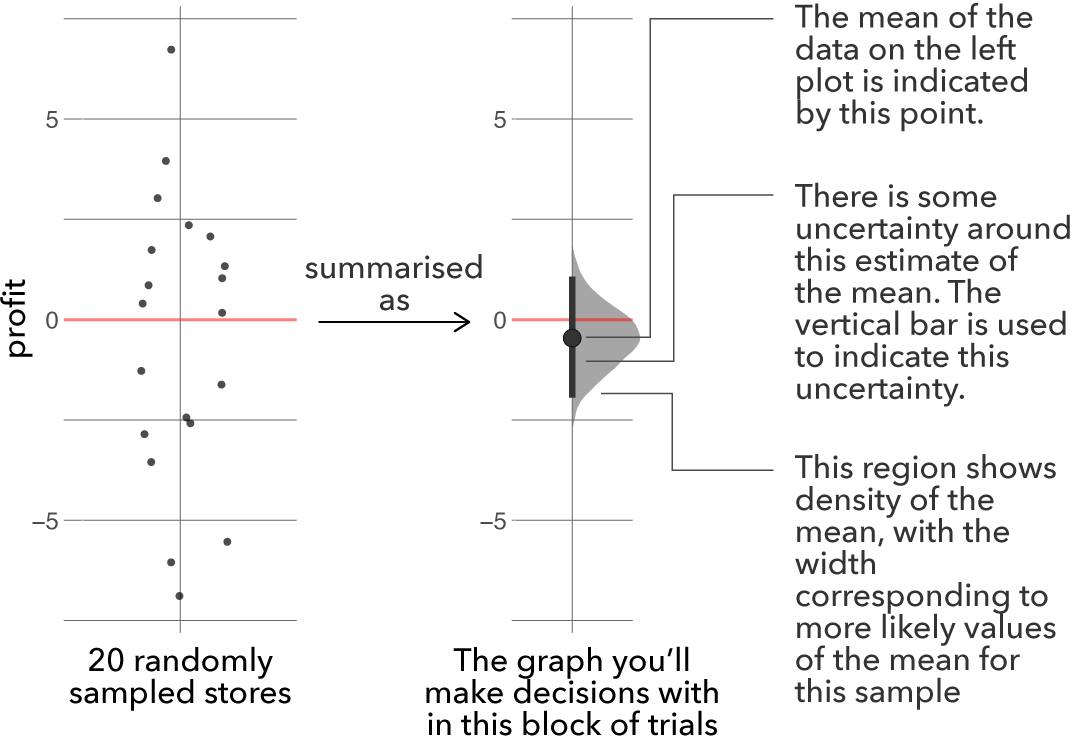 profit
5
0
−5
20 randomly
sampled stores
summarised
as
5
0
−5
The graph you’ll
make decisions with
in this block of trials
The mean of the
data on the left
plot is indicated
by this point.
There is some
uncertainty around
this estimate of
the mean. The
vertical bar is used
to indicate this
uncertainty.
This region shows
density of the
mean, with the
width
corresponding to
more likely values
of the mean for
this sample